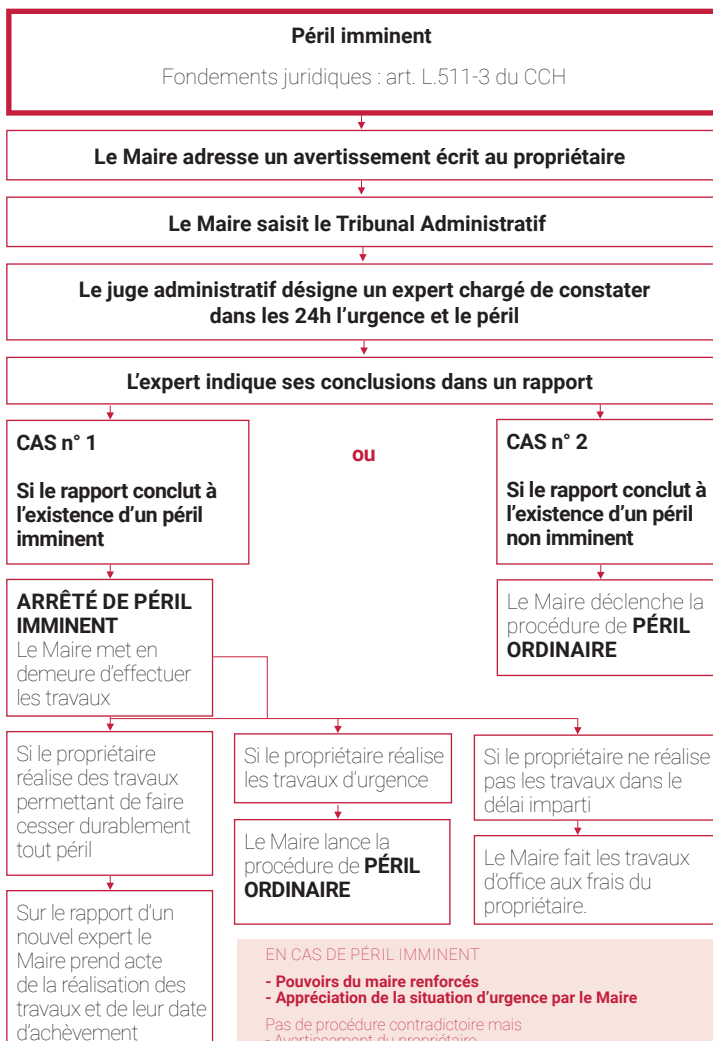 Péril imminent
Fondements juridiques : art. L.511-3 du CCH
Le Maire adresse un avertissement écrit au propriétaire
Le Maire saisit le Tribunal Administratif
Le juge administratif désigne un expert chargé de constater
dans les 24h l’urgence et le péril
L’expert indique ses conclusions dans un rapport
CAS n° 1
Si le rapport conclut à
l’existence d’un péril
imminent
ou
CAS n° 2
Si le rapport conclut à
l’existence d’un péril
non imminent
ARRÊTÉ DE PÉRIL
IMMINENT
Le Maire met en
demeure d’effectuer
les travaux
Le Maire déclenche la
procédure de PÉRIL
ORDINAIRE
Si le propriétaire
réalise des travaux
permettant de faire
cesser durablement
tout péril
Si le propriétaire réalise
les travaux d’urgence
Si le propriétaire ne réalise
pas les travaux dans le
délai imparti
Le Maire lance la
procédure de PÉRIL
ORDINAIRE
Le Maire fait les travaux
d’office aux frais du
propriétaire.
Sur le rapport d’un
nouvel expert le
Maire prend acte
de la réalisation des
travaux et de leur date
d’achèvement
EN CAS DE PÉRIL IMMINENT
- Pouvoirs du maire renforcés
- Appréciation de la situation d’urgence par le Maire
Pas de procédure contradictoire mais
- Avertissement du propriétaire